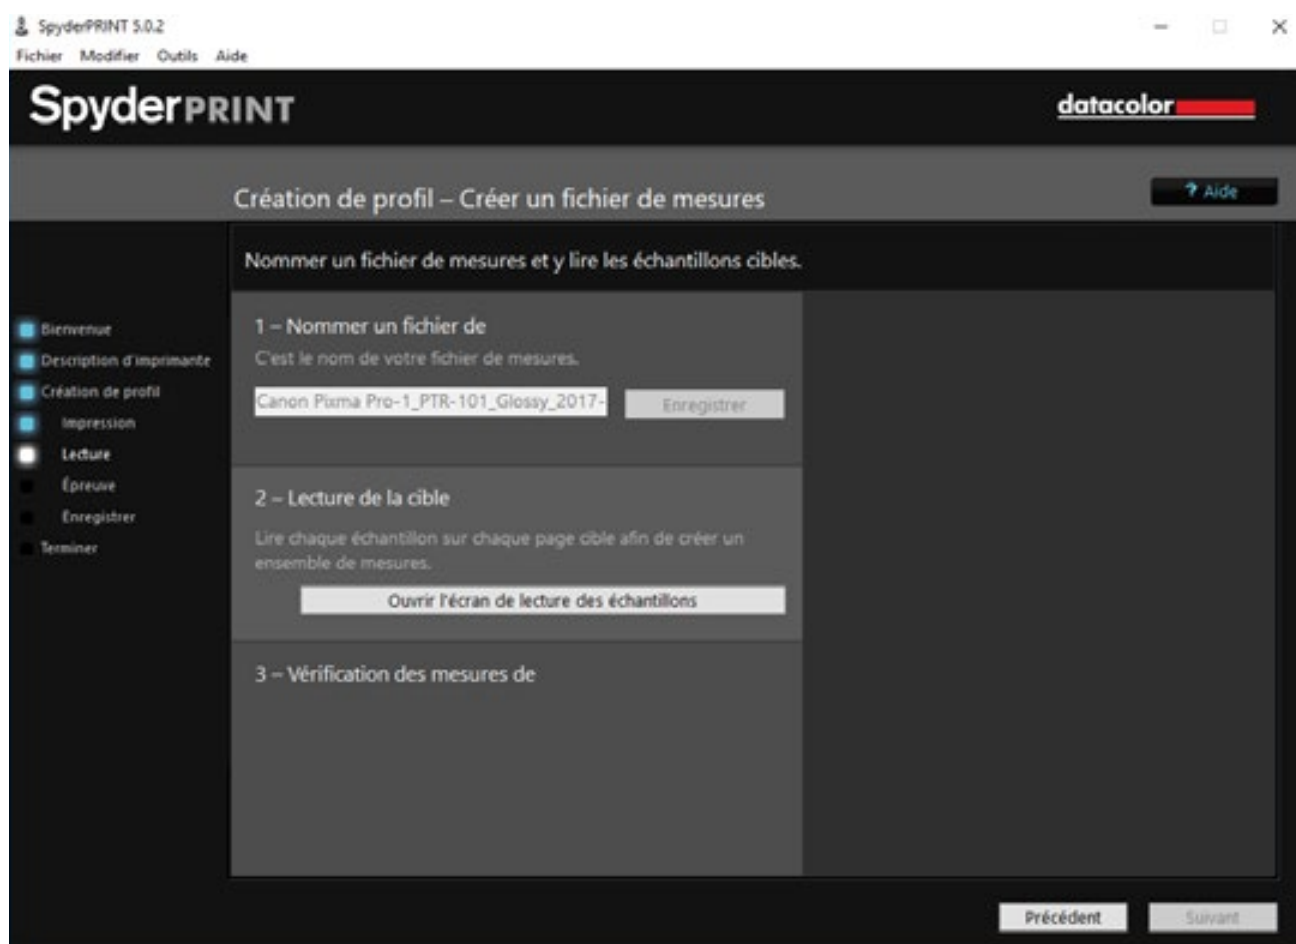 SpyderPRINT 5.0.2
Fichier Modifier Outils Aide
SpyderPRINT
datacolor
Création de profil – Créer un fichier de mesures
? Aide
Nommer un fichier de mesures et y lire les échantillons cibles.
Bienvenue
Description d'imprimante
Création de profil
Impression
Lecture
Épreuve
Enregistrer
Terminer
1 – Nommer un fichier de
C'est le nom de votre fichier de mesures.
Canon Pixma Pro-1_PTR-101_Glossy_2017-
Enregistrer
2 – Lecture de la cible
Lire chaque échantillon sur chaque page cible afin de créer un
ensemble de mesures.
Ouvrir l'écran de lecture des échantillons
3 – Vérification des mesures de
Précédent
Suivant